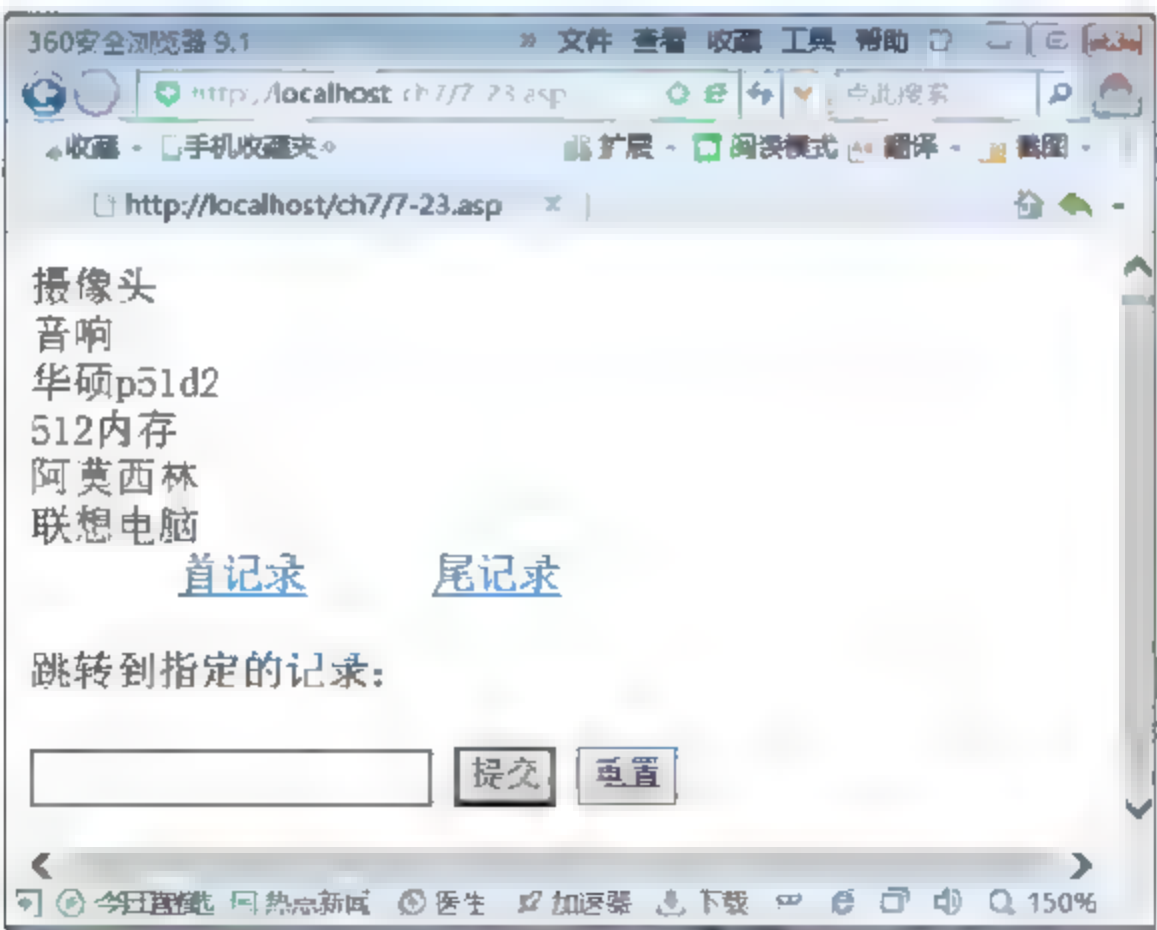 360安全浏览器 9.1 » 文件 查看 收藏 工具 帮助
http://localhost/ch7/7-23.asp 点此搜索
收藏 手机收藏夹 扩展 阅读模式 翻译 截图
http://localhost/ch7/7-23.asp
摄像头
音响
华硕p51d2
512内存
阿莫西林
联想电脑
首记录 尾记录
跳转到指定的记录:
提交 重置
热点新闻 医生 加速器 下载 150%